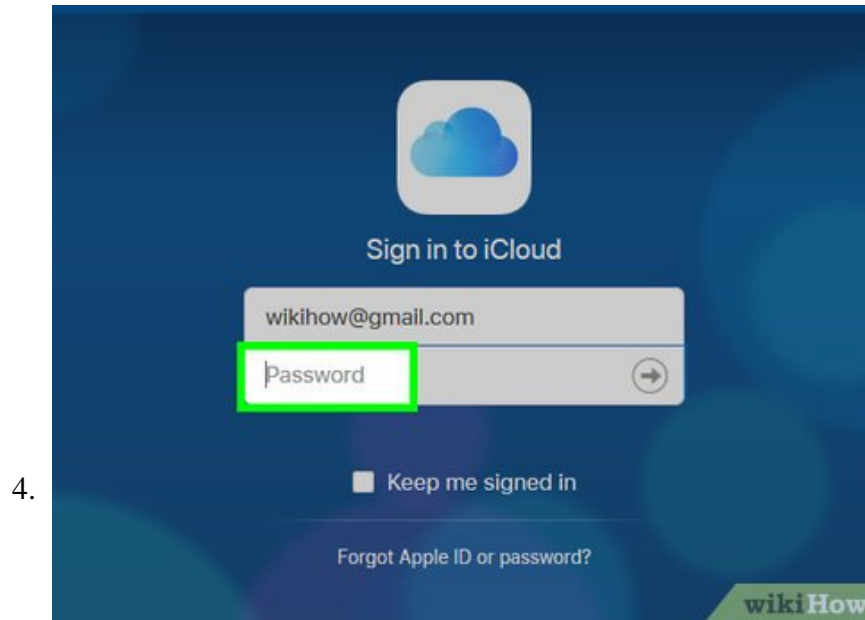 Sign in to iCloud
wikihow@gmail.com
Password
4.
Keep me signed in
Forgot Apple ID or password?
wikiHow